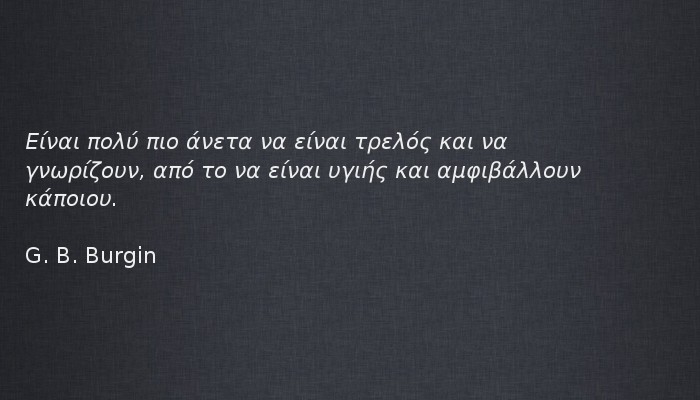 Είναι πολύ πιο άνετα να είναι τρελός και να
γνωρίζουν, από το να είναι υγιής και αμφιβάλλουν
κάποιου.
G. B. Burgin